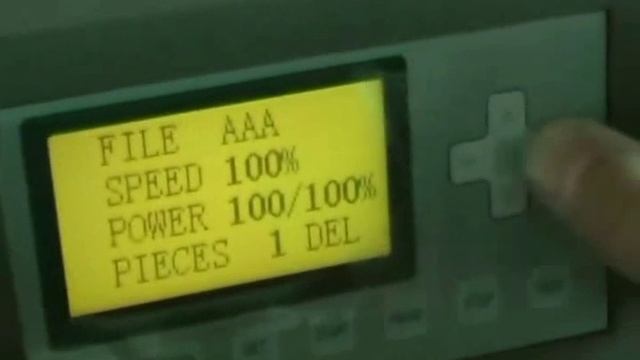 FILE AAA
SPEED 100%
POWER 100/100%
PIECES 1 DEL